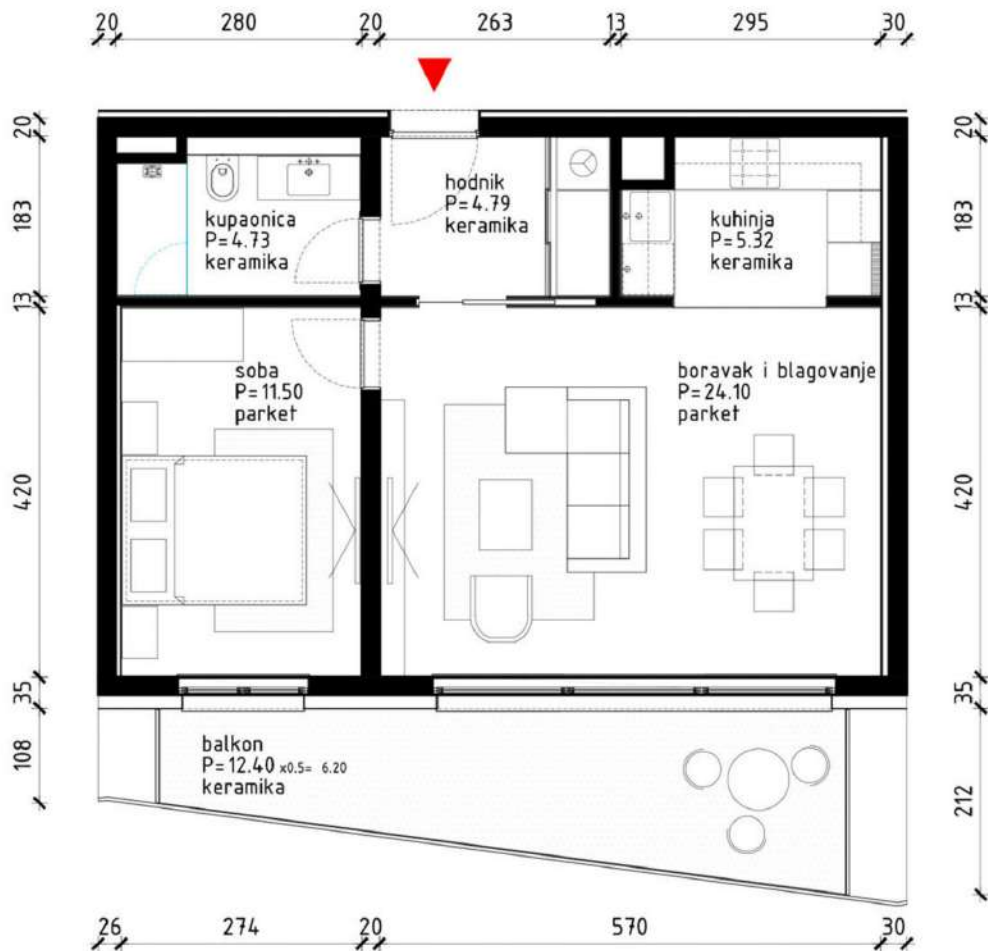 20 280 20 263 13 295 30
20
183
13
420
35
108
kupaonica
P=4.73
keramika
hodnik
P=4.79
keramika
kuhinja
P=5.32
keramika
soba
P=11.50
parket
boravak i blagovanje
P=24.10
parket
balkon
P=12.40 x0.5= 6.20
keramika
20
183
13
420
35
212
26 274 20 570 30